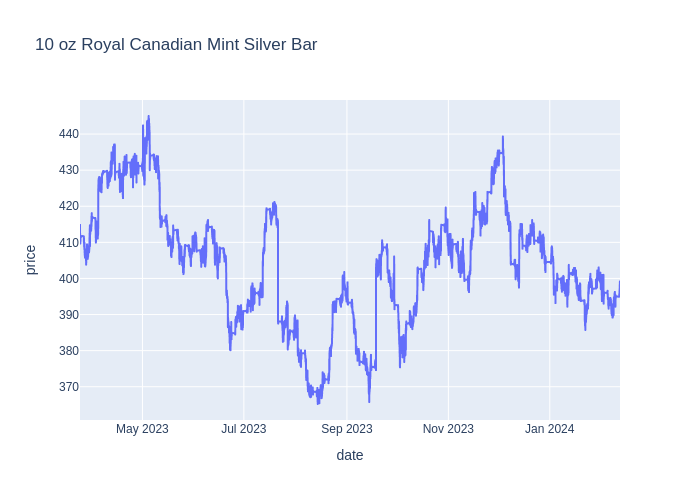 10 oz Royal Canadian Mint Silver Bar
440
430
420
410
400
390
380
370
price
May 2023
Jul 2023
Sep 2023
Nov 2023
Jan 2024
date